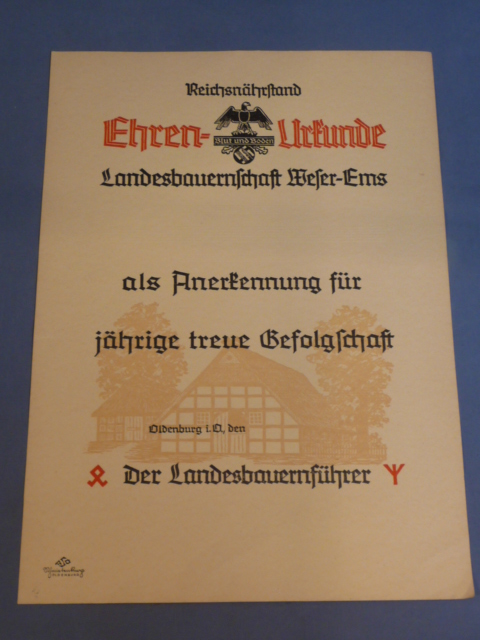 Reichsnährstand
Ehren-Urkunde
Blut und Boden
Landesbauernschaft Weser-Ems
als Anerkennung für
jährige treue Gefolgschaft
Oldenburg i.O., den
Der Landesbauernführer